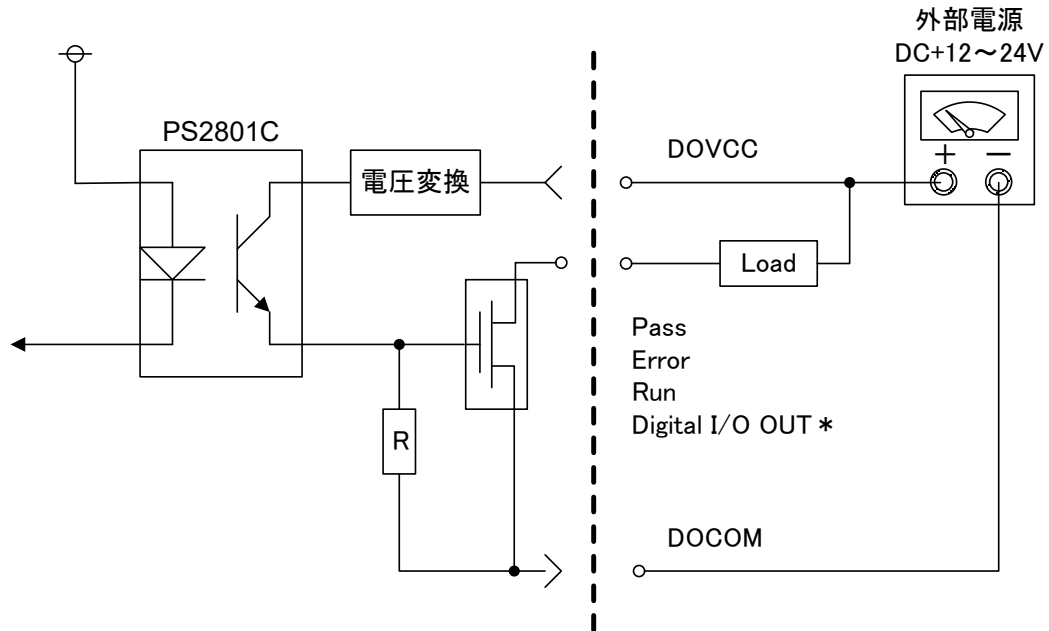 外部電源
DC+12～24V
PS2801C
電圧変換
DOVCC
+ −
Load
Pass
Error
Run
Digital I/O OUT *
R
DOCOM